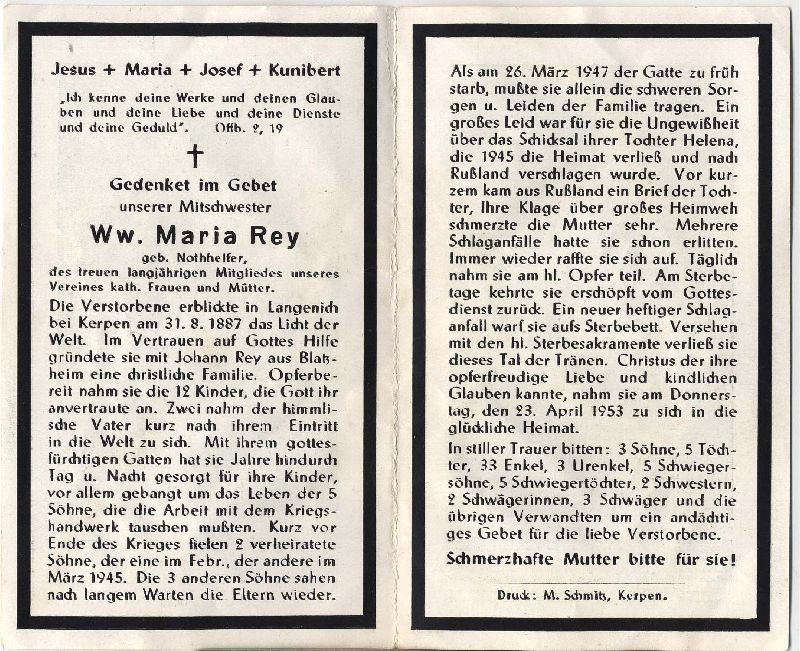 Jesus + Maria + Josef + Kunibert
„Ich kenne deine Werke und deinen Glau-
ben und deine Liebe und deine Dienste
und deine Geduld". Offb. 2, 19
Gedenket im Gebet
unserer Mitschwester
Ww. Maria Rey
geb. Nothhelfer,
des treuen langjährigen Mitgliedes unseres
Vereines kath. Frauen und Mütter.
Die Verstorbene erblickte in Langenich
bei Kerpen am 31. 8. 1887 das Licht der
Welt. Im Vertrauen auf Gottes Hilfe
gründete sie mit Johann Rey aus Blatz-
heim eine christliche Familie. Opferbe-
reit nahm sie die 12 Kinder, die Gott ihr
anvertraute an. Zwei nahm der himmli-
sche Vater kurz nach ihrem Eintritt
in die Welt zu sich. Mit ihrem gottes-
fürchtigen Gatten hat sie Jahre hindurch
Tag u. Nacht gesorgt für ihre Kinder,
vor allem gebangt um das Leben der 5
Söhne, die die Arbeit mit dem Kriegs-
handwerk tauschen mußten. Kurz vor
Ende des Krieges fielen 2 verheiratete
Söhne, der eine im Febr., der andere im
März 1945. Die 3 anderen Söhne sahen
nach langem Warten die Eltern wieder.
Als am 26. März 1947 der Gatte zu früh
starb, mußte sie allein die schweren Sor-
gen u. Leiden der Familie tragen. Ein
großes Leid war für sie die Ungewißheit
über das Schicksal ihrer Tochter Helena,
die 1945 die Heimat verließ und nach
Rußland verschlagen wurde. Vor kur-
zem kam aus Rußland ein Brief der Toch-
ter, Ihre Klage über großes Heimweh
schmerzte die Mutter sehr. Mehrere
Schlaganfälle hatte sie schon erlitten.
Immer wieder raffte sie sich auf. Täglich
nahm sie am hl. Opfer teil. Am Sterbe-
tage kehrte sie erschöpft vom Gottes-
dienst zurück. Ein neuer heftiger Schlag-
anfall warf sie aufs Sterbebett. Versehen
mit den hl. Sterbesakramente verließ sie
dieses Tal der Tränen. Christus der ihre
opferfreudige Liebe und kindlichen
Glauben kannte, nahm sie am Donners-
tag, den 23. April 1953 zu sich in die
glückliche Heimat.
In stiller Trauer bitten: 3 Söhne, 5 Töch-
ter, 33 Enkel, 3 Urenkel, 5 Schwieger-
söhne, 5 Schwiegertöchter, 2 Schwestern,
2 Schwägerinnen, 3 Schwäger und die
übrigen Verwandten um ein andächti-
ges Gebet für die liebe Verstorbene.
Schmerzhafte Mutter bitte für sie!
Druck: M. Schmitz, Kerpen.